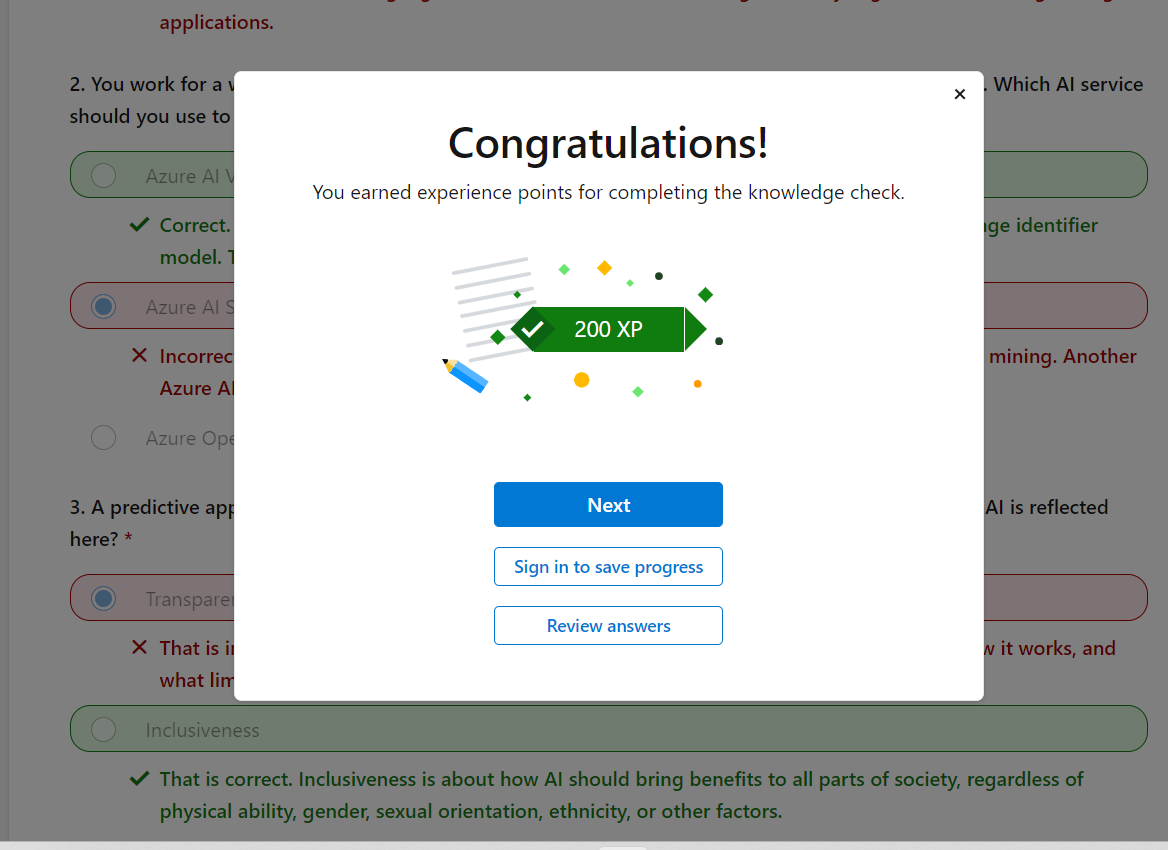 applications.
2. You work for a
. Which AI service
should you use to
Congratulations!
You earned experience points for completing the knowledge check.
Azure AI
Correct.
identifier
model.
200 XP
Azure AI
Incorrec
mining. Another
Azure AI
Azure Ope
Next
3. A predictive app
AI is reflected
here? *
Sign in to save progress
Transparen
Review answers
That is
it works, and
what lim
Inclusiveness
That is correct. Inclusiveness is about how AI should bring benefits to all parts of society, regardless of
physical ability, gender, sexual orientation, ethnicity, or other factors.